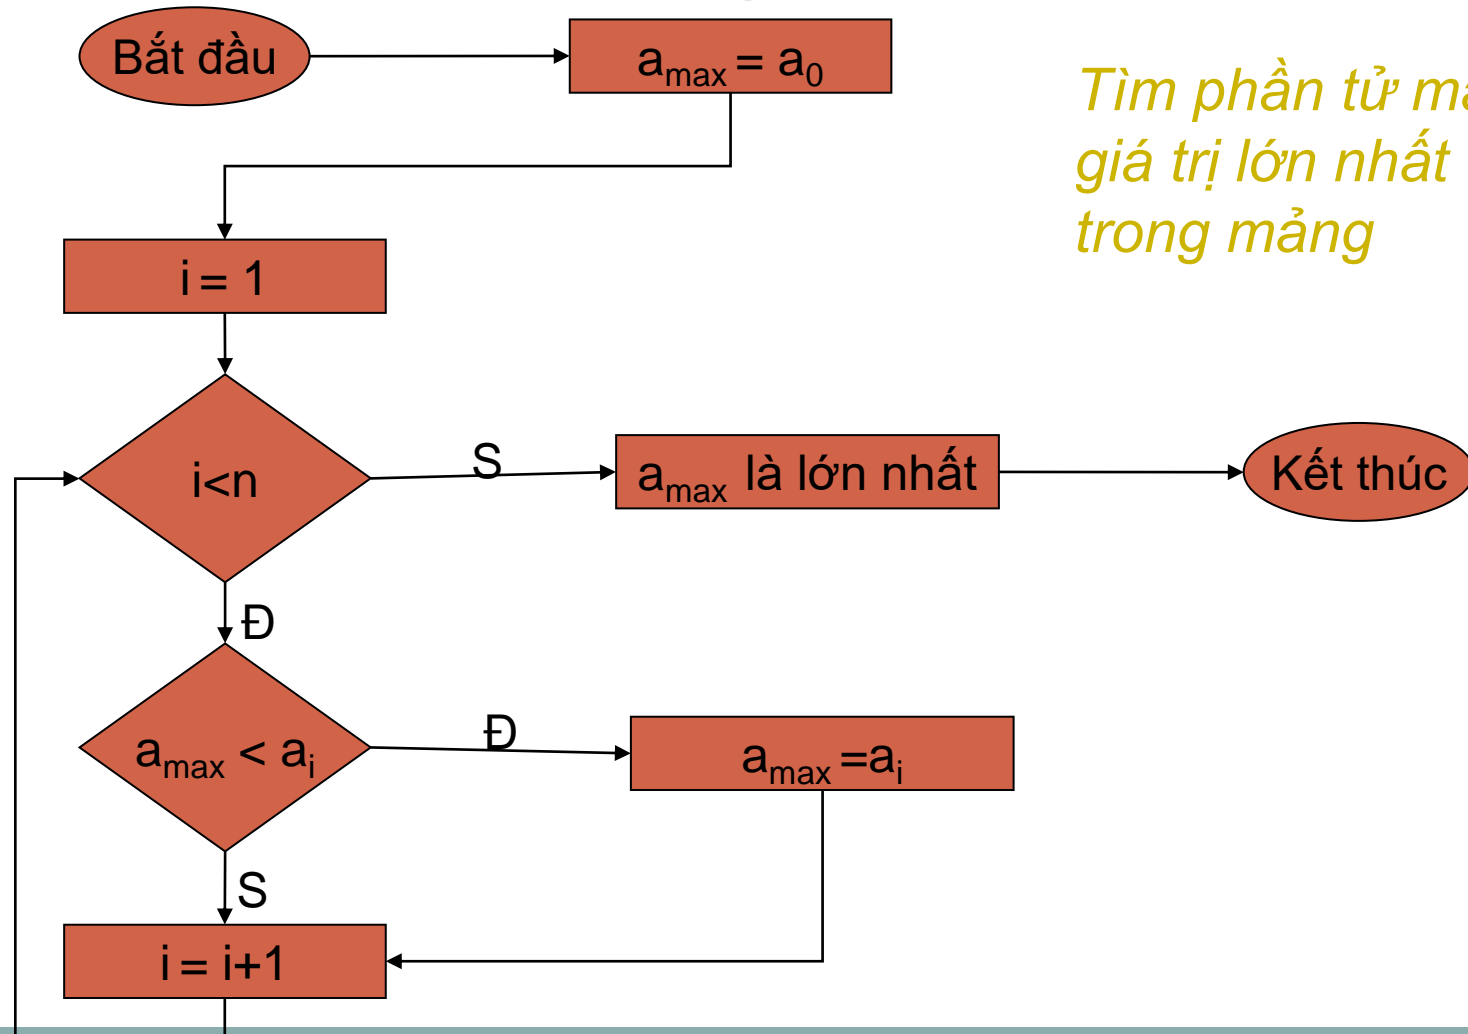 Bắt đầu
amax = a0
Tìm phần tử
giá trị lớn nhất
trong mảng
i = 1
i<n
S
amax là lớn nhất
Kết thúc
Đ
amax < ai
Đ
amax =ai
S
i = i+1